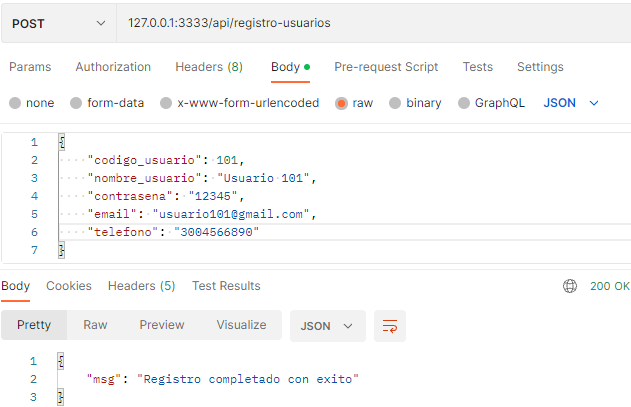 POST 127.0.0.1:3333/api/registro-usuarios
Params Authorization Headers (8) Body Pre-request Script Tests Settings
none form-data x-www-form-urlencoded raw binary GraphQL JSON
1 {
2 "codigo_usuario": 101,
3 "nombre_usuario": "Usuario 101",
4 "contrasena": "12345",
5 "email": "usuario101@gmail.com",
6 "telefono": "3004566890"
7 }
Body Cookies Headers (5) Test Results 200 OK
Pretty Raw Preview Visualize JSON
1 {
2 "msg": "Registro completado con exito"
3 }